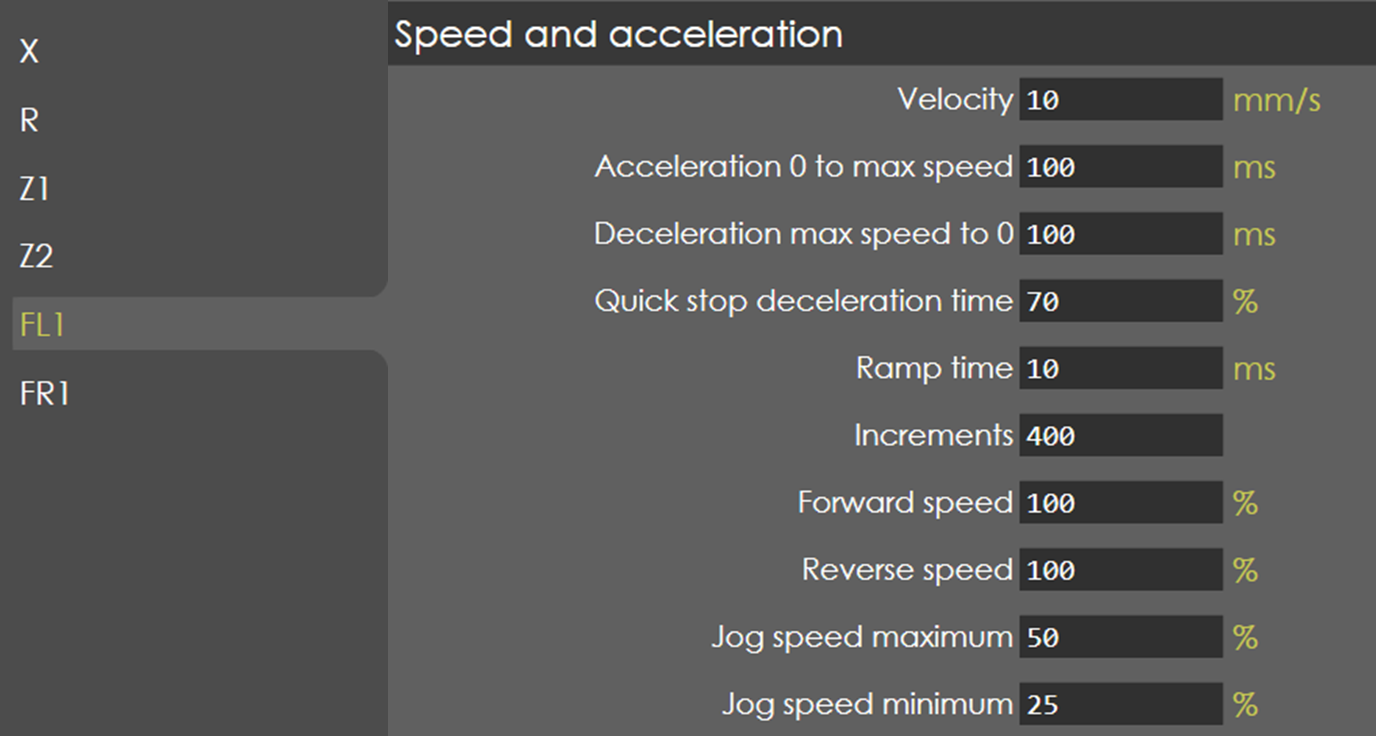 X
R
Z1
Z2
FL1
FR1
Speed and acceleration
Velocity 10 mm/s
Acceleration 0 to max speed 100 ms
Deceleration max speed to 0 100 ms
Quick stop deceleration time 70 %
Ramp time 10 ms
Increments 400
Forward speed 100 %
Reverse speed 100 %
Jog speed maximum 50 %
Jog speed minimum 25 %